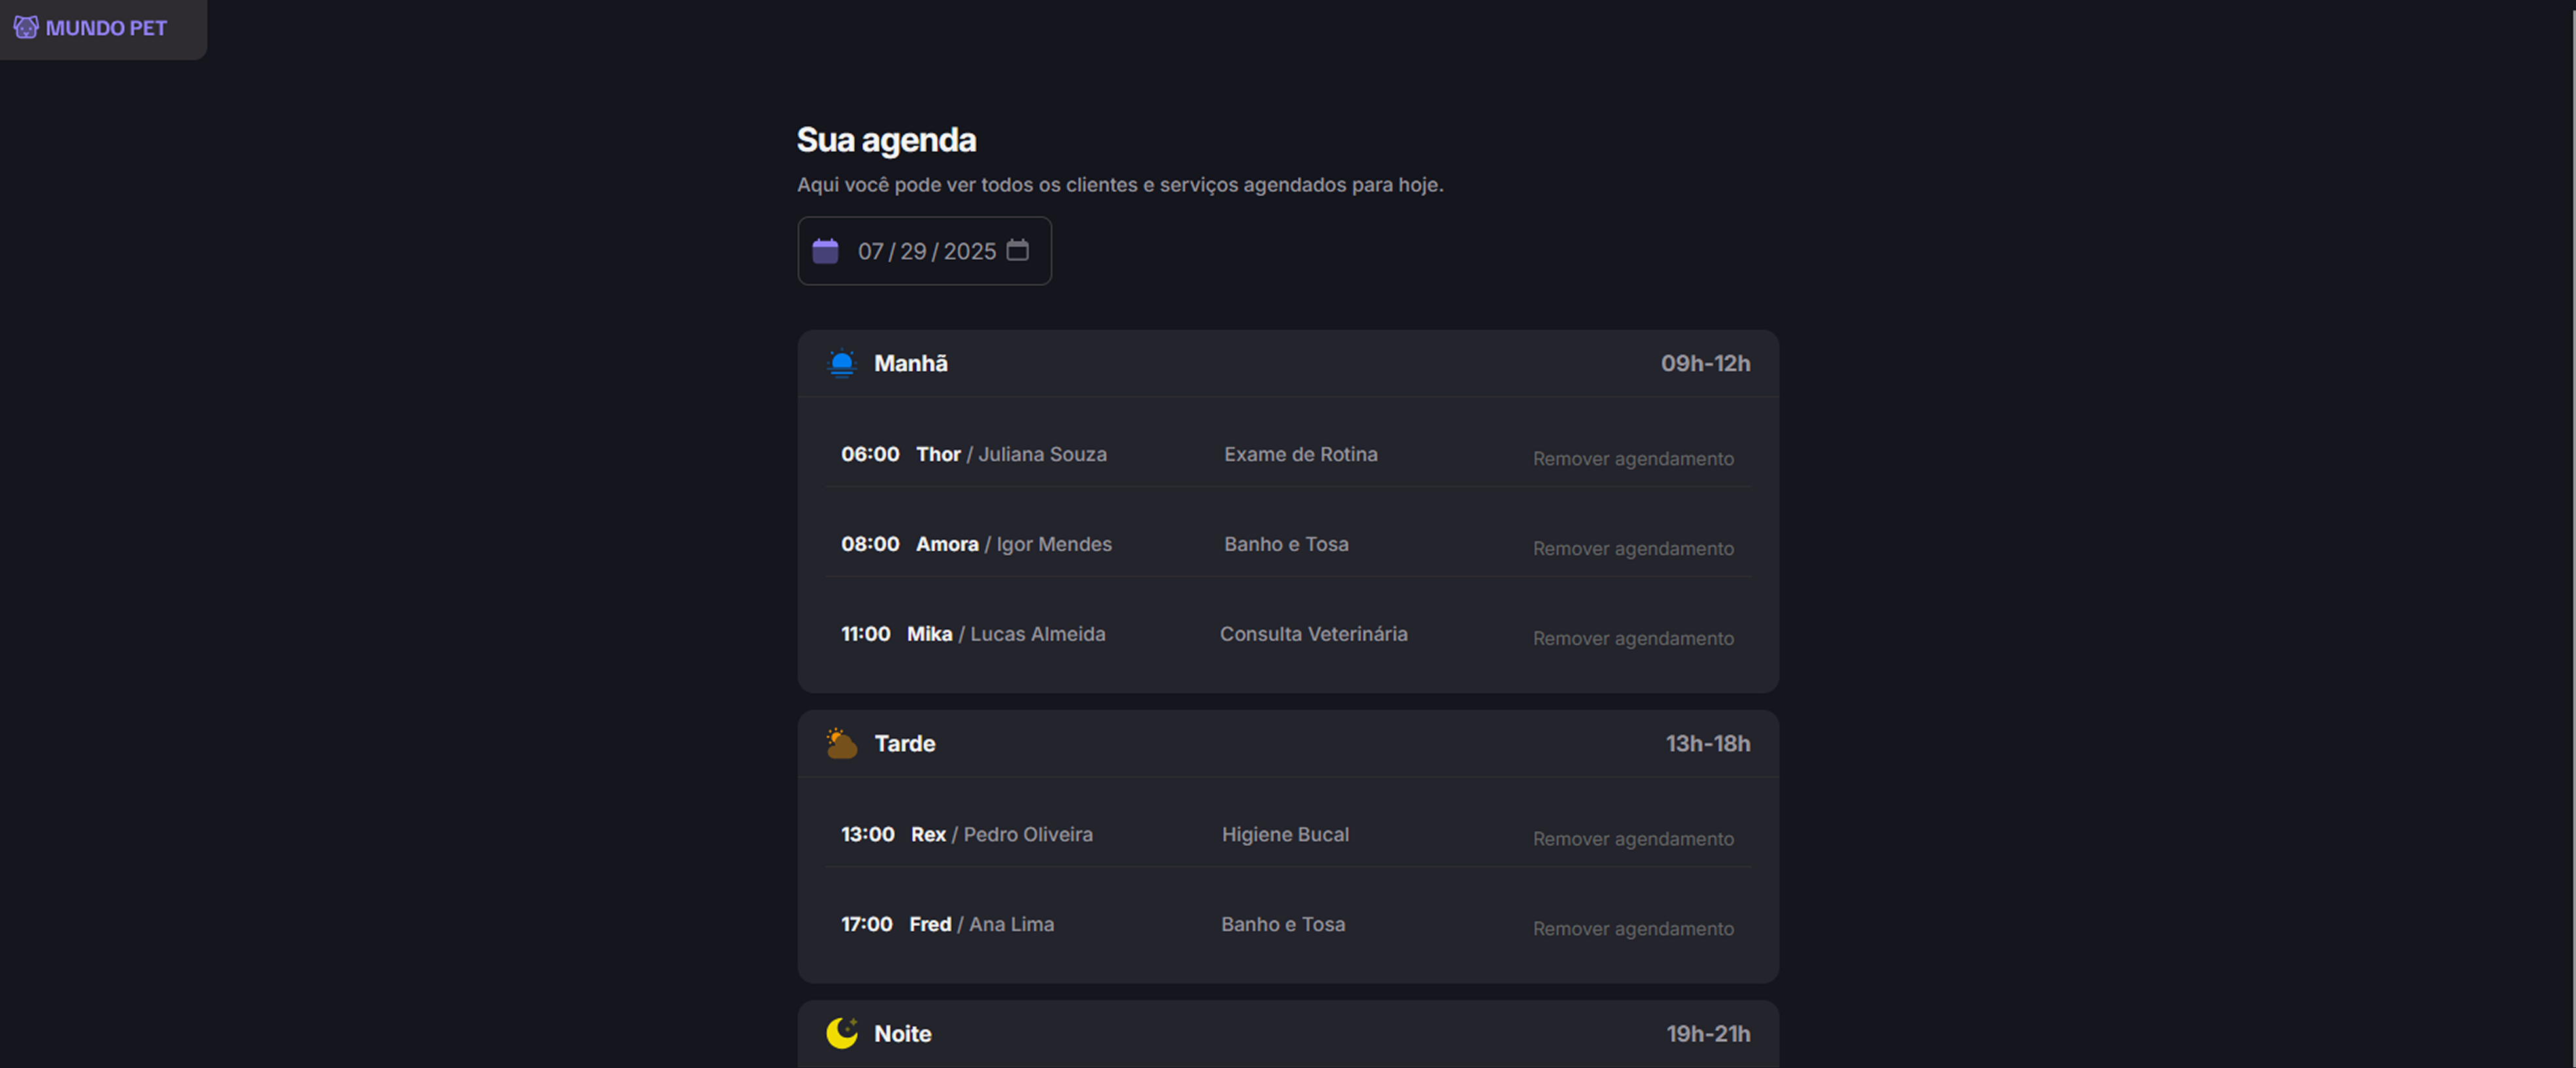 MUNDO PET
Sua agenda
Aqui você pode ver todos os clientes e serviços agendados para hoje.
07/29/2025
Manhã 09h-12h
06:00 Thor / Juliana Souza Exame de Rotina Remover agendamento
08:00 Amora / Igor Mendes Banho e Tosa Remover agendamento
11:00 Mika / Lucas Almeida Consulta Veterinária Remover agendamento
Tarde 13h-18h
13:00 Rex / Pedro Oliveira Higiene Bucal Remover agendamento
17:00 Fred / Ana Lima Banho e Tosa Remover agendamento
Noite 19h-21h